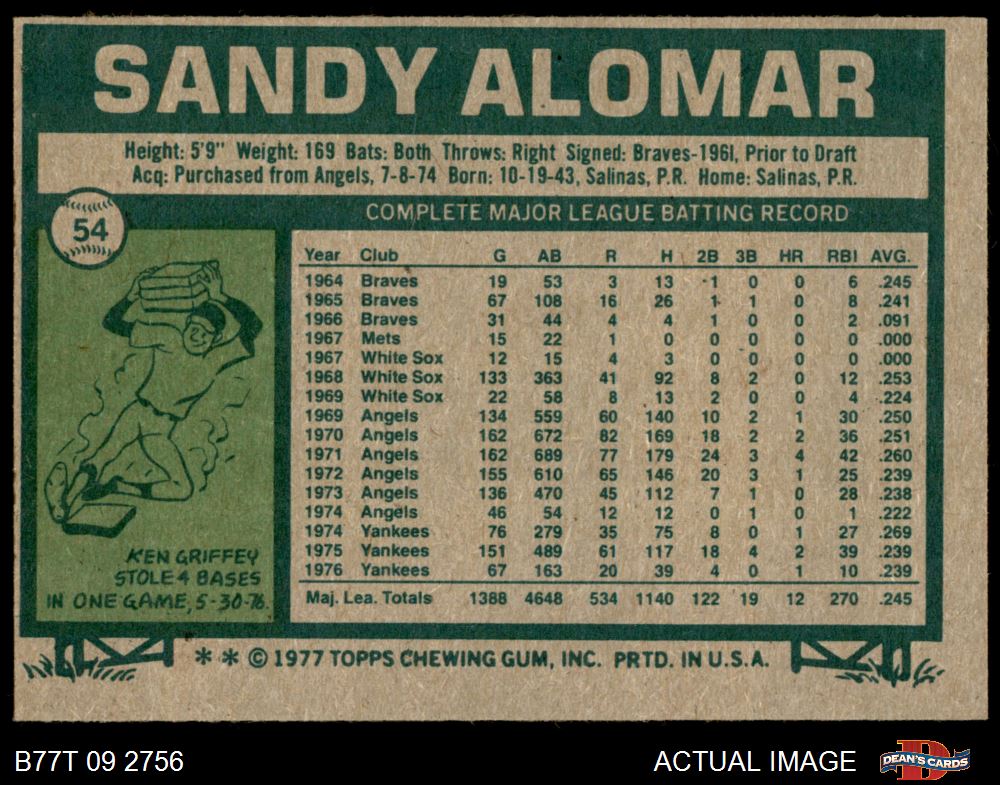 SANDY ALOMAR
Height: 5'9" Weight: 169 Bats: Both Throws: Right Signed: Braves-1961, Prior to Draft
Acq: Purchased from Angels, 7-8-74 Born: 10-19-43, Salinas, P.R. Home: Salinas, P.R.
54
COMPLETE MAJOR LEAGUE BATTING RECORD
Year Club G AB R H 2B 3B HR RBI AVG.
1964 Braves 19 53 3 13 1 0 0 6 .245
1965 Braves 67 108 16 26 1 1 0 8 .241
1966 Braves 31 44 4 4 1 0 0 2 .091
1967 Mets 15 22 1 0 0 0 0 0 .000
1967 White Sox 12 15 4 3 0 0 0 0 .000
1968 White Sox 133 363 41 92 8 2 0 12 .253
1969 White Sox 22 58 8 13 2 0 0 4 .224
1969 Angels 134 559 60 140 10 2 1 30 .250
1970 Angels 162 672 82 169 18 2 2 36 .251
1971 Angels 162 689 77 179 24 3 4 42 .260
1972 Angels 155 610 65 146 20 3 1 25 .239
1973 Angels 136 470 45 112 7 1 0 28 .238
1974 Angels 46 54 12 12 0 1 0 1 .222
1974 Yankees 76 279 35 75 8 0 1 27 .269
1975 Yankees 151 489 61 117 18 4 2 39 .239
1976 Yankees 67 163 20 39 4 0 1 10 .239
Maj. Lea. Totals 1388 4648 534 1140 122 19 12 270 .245
KEN GRIFFEY
STOLE 4 BASES
IN ONE GAME, 5-30-76.
* * © 1977 TOPPS CHEWING GUM, INC. PRTD. IN U.S.A.
B77T 09 2756
ACTUAL IMAGE
D
DEAN'S CARDS